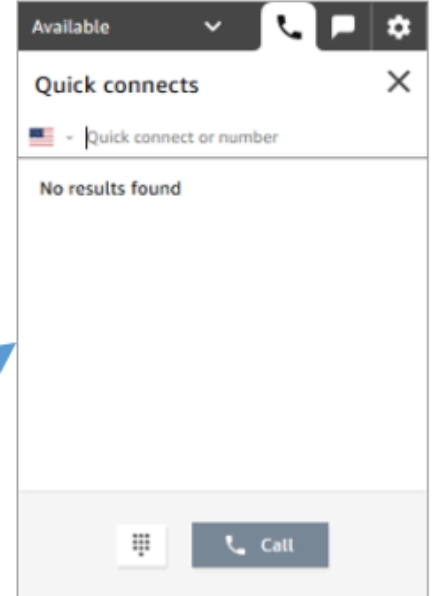 Available
Quick connects
Quick connect or number
No results found
Call